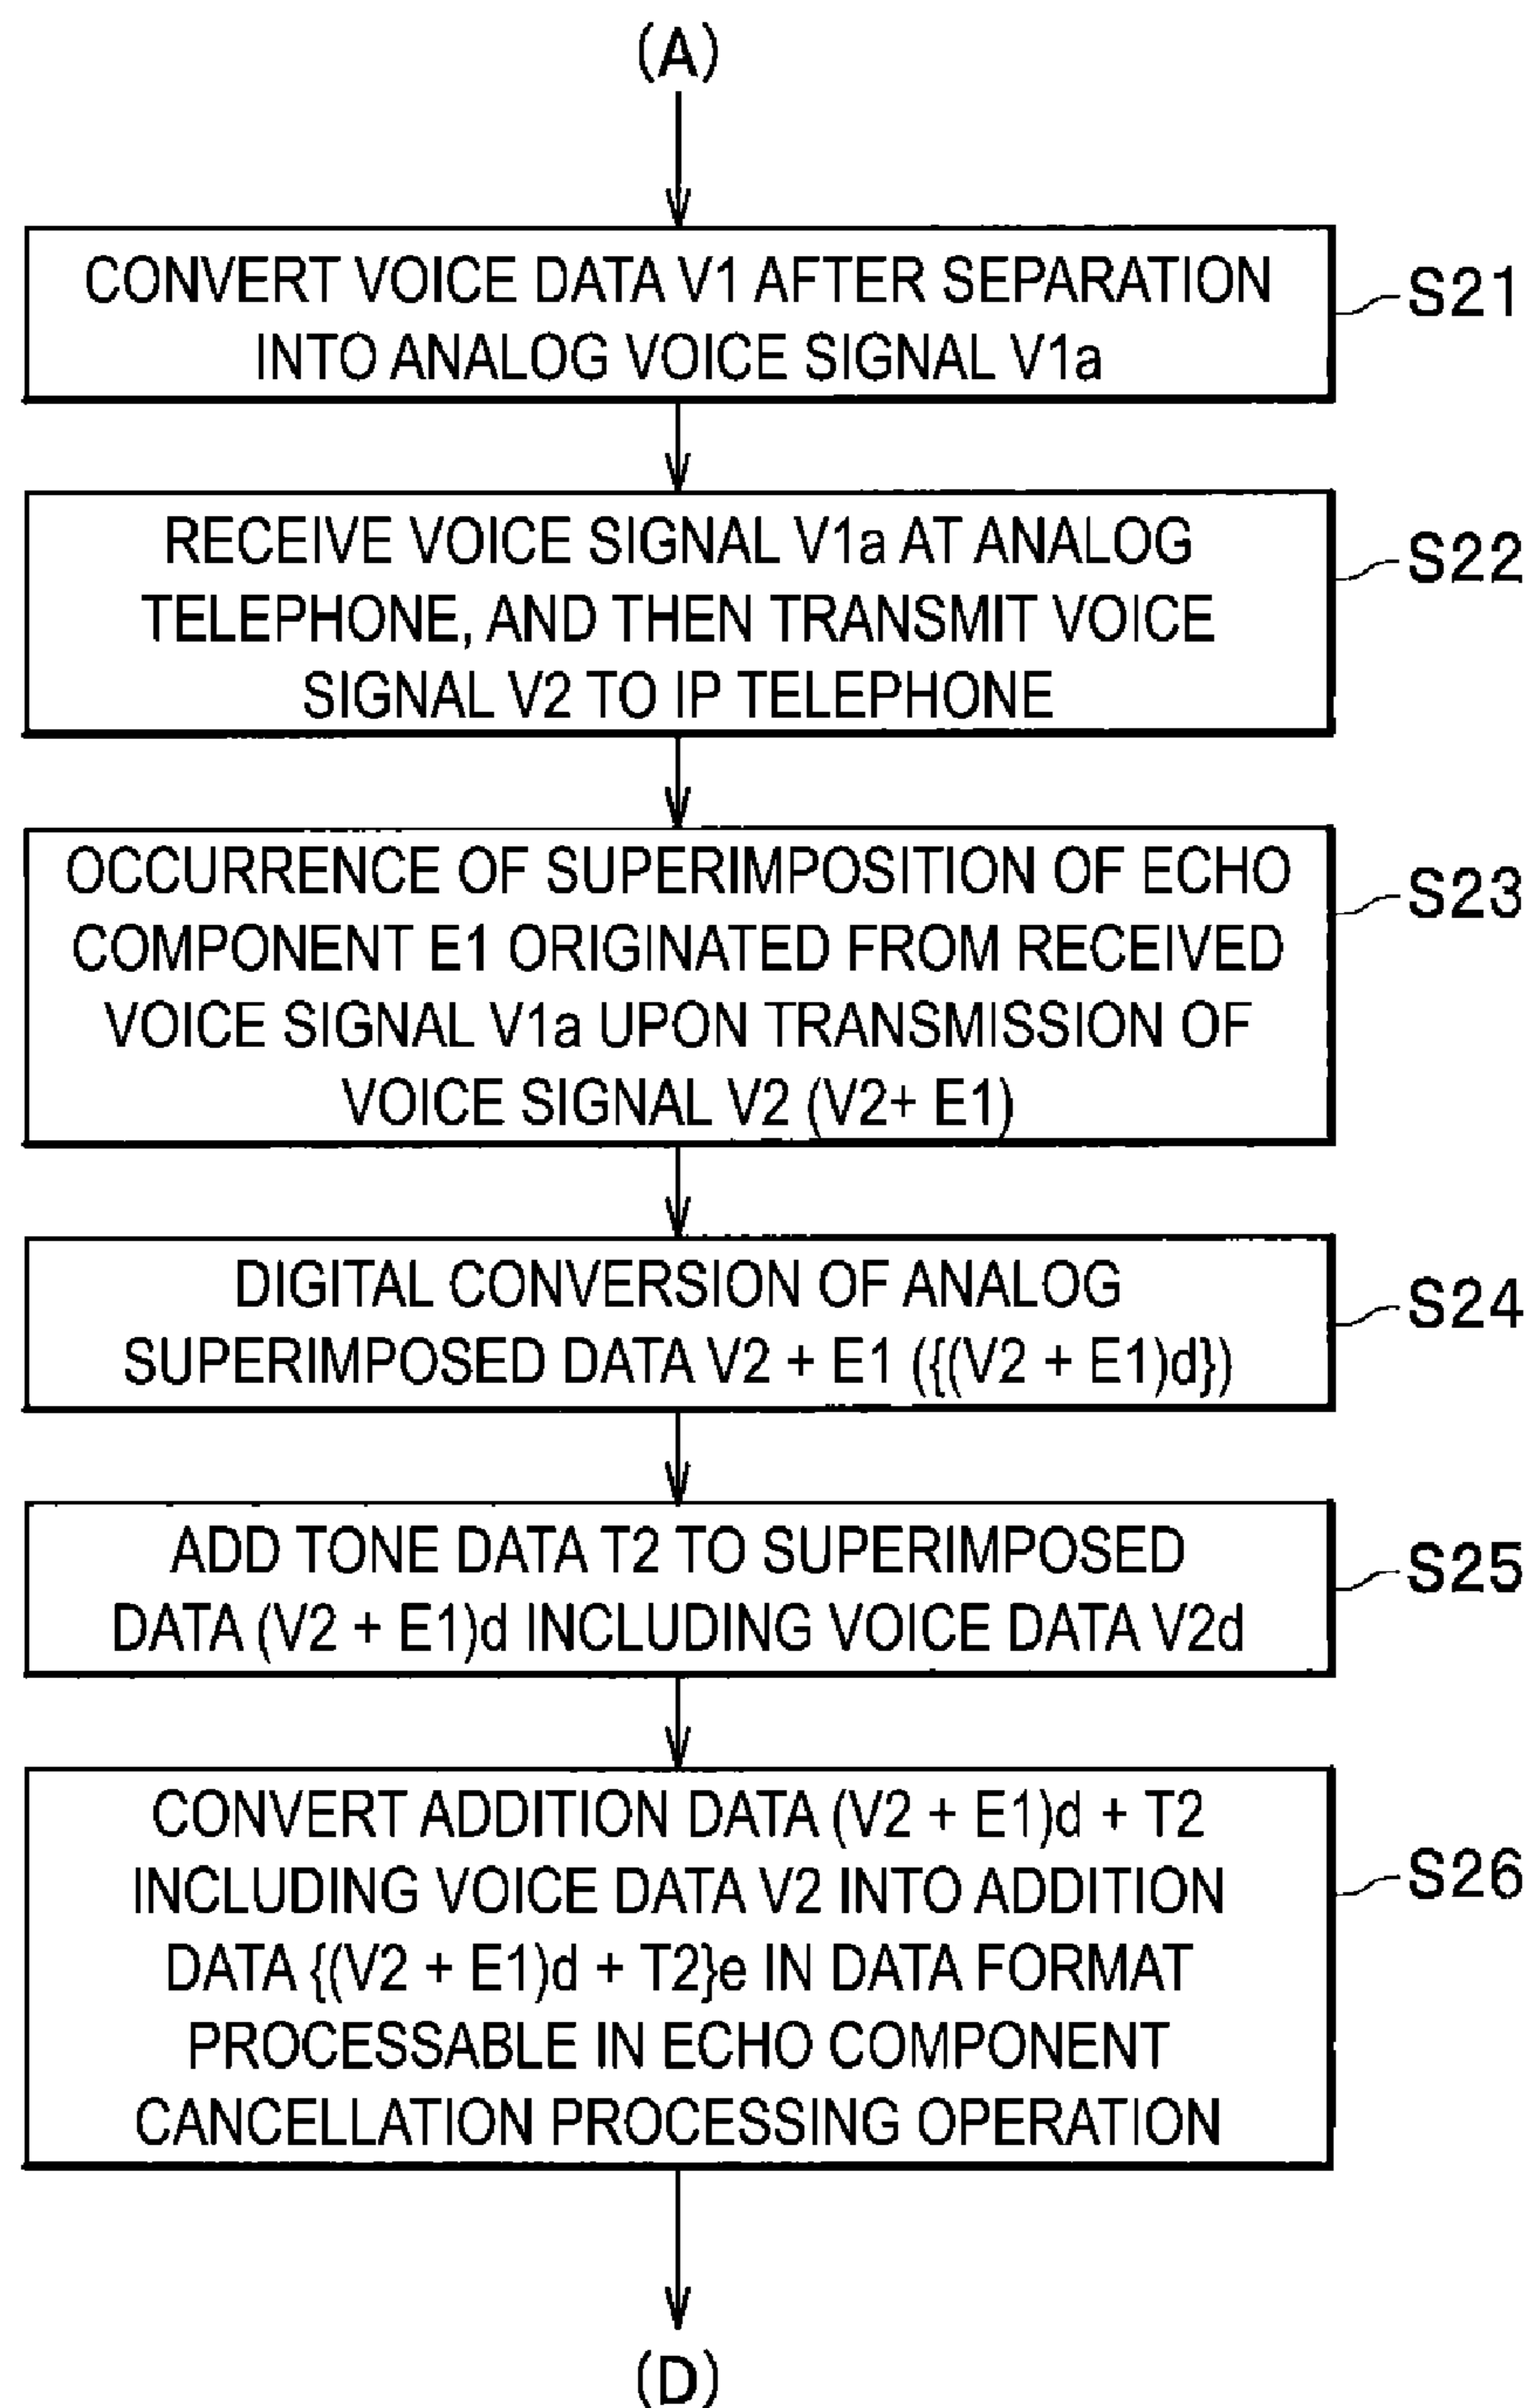 (A)
CONVERT VOICE DATA V1 AFTER SEPARATION
INTO ANALOG VOICE SIGNAL V1a
S21
RECEIVE VOICE SIGNAL V1a AT ANALOG
TELEPHONE, AND THEN TRANSMIT VOICE
SIGNAL V2 TO IP TELEPHONE
S22
OCCURRENCE OF SUPERIMPOSITION OF ECHO
COMPONENT E1 ORIGINATED FROM RECEIVED
VOICE SIGNAL V1a UPON TRANSMISSION OF
VOICE SIGNAL V2 (V2+ E1)
S23
DIGITAL CONVERSION OF ANALOG
SUPERIMPOSED DATA V2 + E1 ({(V2 + E1)d})
S24
ADD TONE DATA T2 TO SUPERIMPOSED
DATA (V2 + E1)d INCLUDING VOICE DATA V2d
S25
CONVERT ADDITION DATA (V2 + E1)d + T2
INCLUDING VOICE DATA V2 INTO ADDITION
DATA {(V2 + E1)d + T2}e IN DATA FORMAT
PROCESSABLE IN ECHO COMPONENT
CANCELLATION PROCESSING OPERATION
S26
(D)